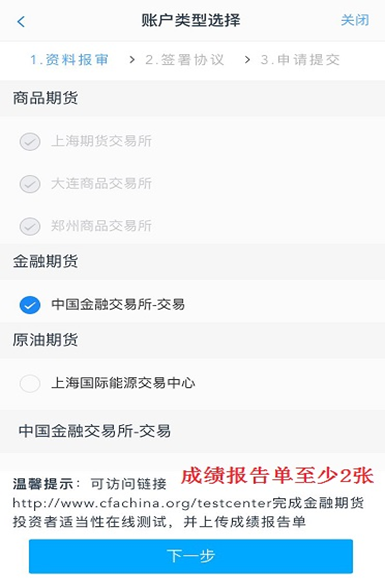 账户类型选择 关闭
1.资料报审 > 2.签署协议 > 3.申请提交
商品期货
上海期货交易所
大连商品交易所
郑州商品交易所
金融期货
中国金融交易所-交易
原油期货
上海国际能源交易中心
中国金融交易所-交易
成绩报告单至少2张
温馨提示：可访问链接
http://www.cfachina.org/testcenter完成金融期货
投资者适当性在线测试，并上传成绩报告单
下一步